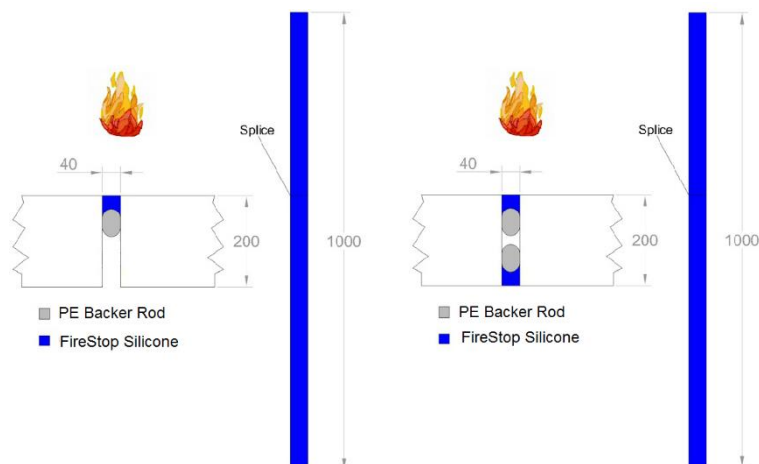 Splice
40
200
1000
PE Backer Rod
FireStop Silicone
Splice
40
200
1000
PE Backer Rod
FireStop Silicone